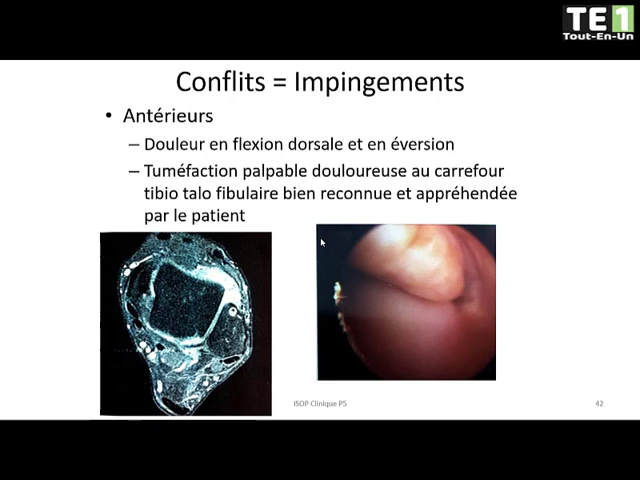 TE1
Tout-En-Un
Conflits = Impingements
• Antérieurs
– Douleur en flexion dorsale et en éversion
– Tuméfaction palpable douloureuse au carrefour
tibio talo fibulaire bien reconnue et appréhendée
par le patient
ISOP Clinique P5
42